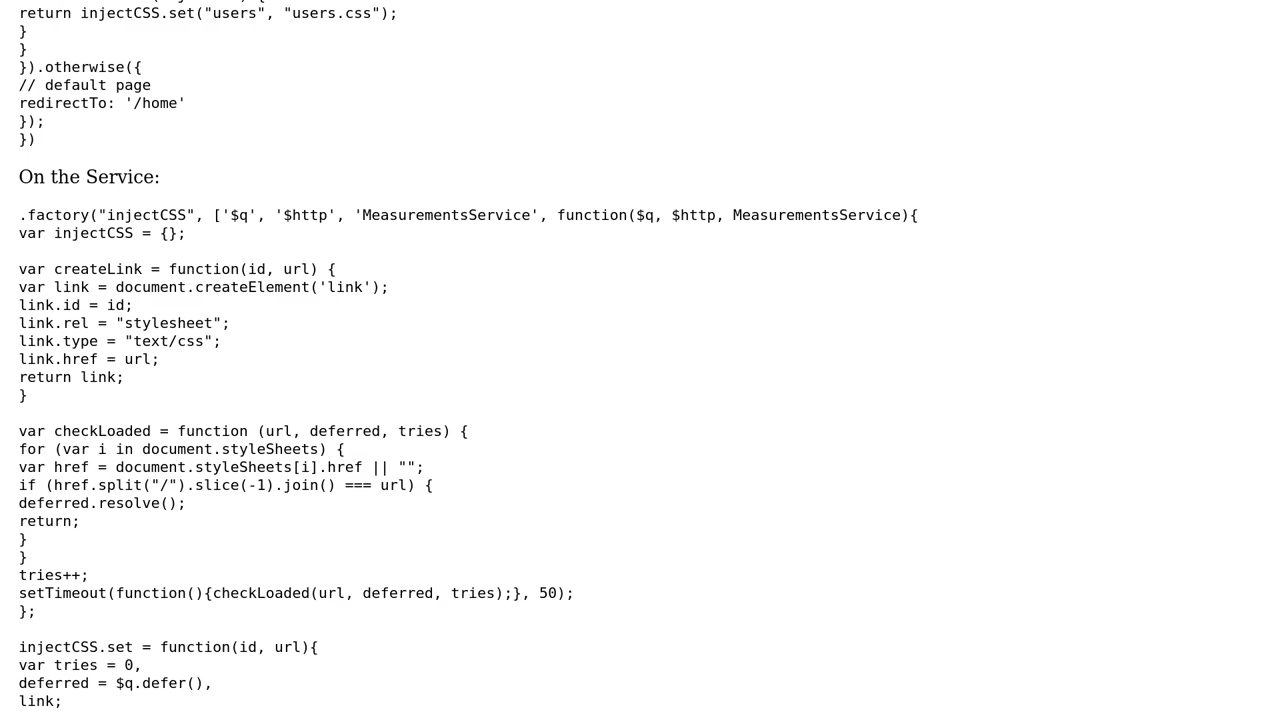 return injectCSS.set("users", "users.css");
}
}
}).otherwise({
// default page
redirectTo: '/home'
});
})
On the Service:
.factory("injectCSS", ['$q', '$http', 'MeasurementsService', function($q, $http, MeasurementsService){
var injectCSS = {};
var createLink = function(id, url) {
var link = document.createElement('link');
link.id = id;
link.rel = "stylesheet";
link.type = "text/css";
link.href = url;
return link;
}
var checkLoaded = function (url, deferred, tries) {
for (var i in document.styleSheets) {
var href = document.styleSheets[i].href || "";
if (href.split("/").slice(-1).join() === url) {
deferred.resolve();
return;
}
}
tries++;
setTimeout(function(){checkLoaded(url, deferred, tries);}, 50);
};
injectCSS.set = function(id, url){
var tries = 0,
deferred = $q.defer(),
link;